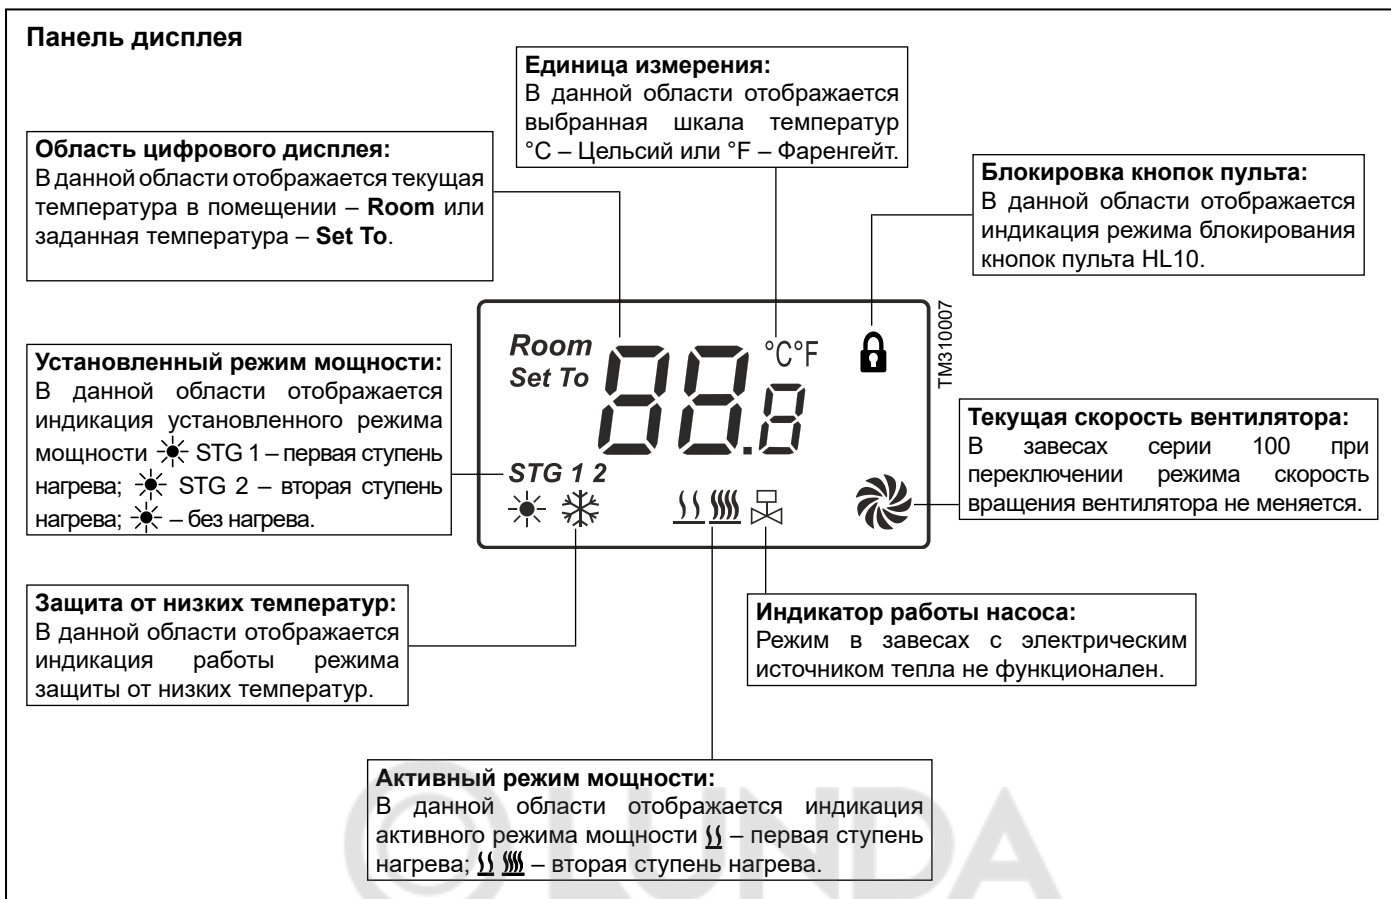 Панель дисплея
Единица измерения:
В данной области отображается
выбранная шкала температур
°C – Цельсий или °F – Фаренгейт.
Область цифрового дисплея:
В данной области отображается текущая
температура в помещении – Room или
заданная температура – Set To.
Блокировка кнопок пульта:
В данной области отображается
индикация режима блокирования
кнопок пульта HL10.
Room
Set To
88.8
°C°F
STG 1 2
TM310007
Установленный режим мощности:
В данной области отображается
индикация установленного режима
мощности STG 1 – первая ступень
нагрева; STG 2 – вторая ступень
нагрева; – без нагрева.
Текущая скорость вентилятора:
В завесах серии 100 при
переключении режима скорость
вращения вентилятора не меняется.
Защита от низких температур:
В данной области отображается
индикация работы режима
защиты от низких температур.
Индикатор работы насоса:
Режим в завесах с электрическим
источником тепла не функционален.
Активный режим мощности:
В данной области отображается индикация
активного режима мощности – первая ступень
нагрева; – вторая ступень нагрева.
LUNDA